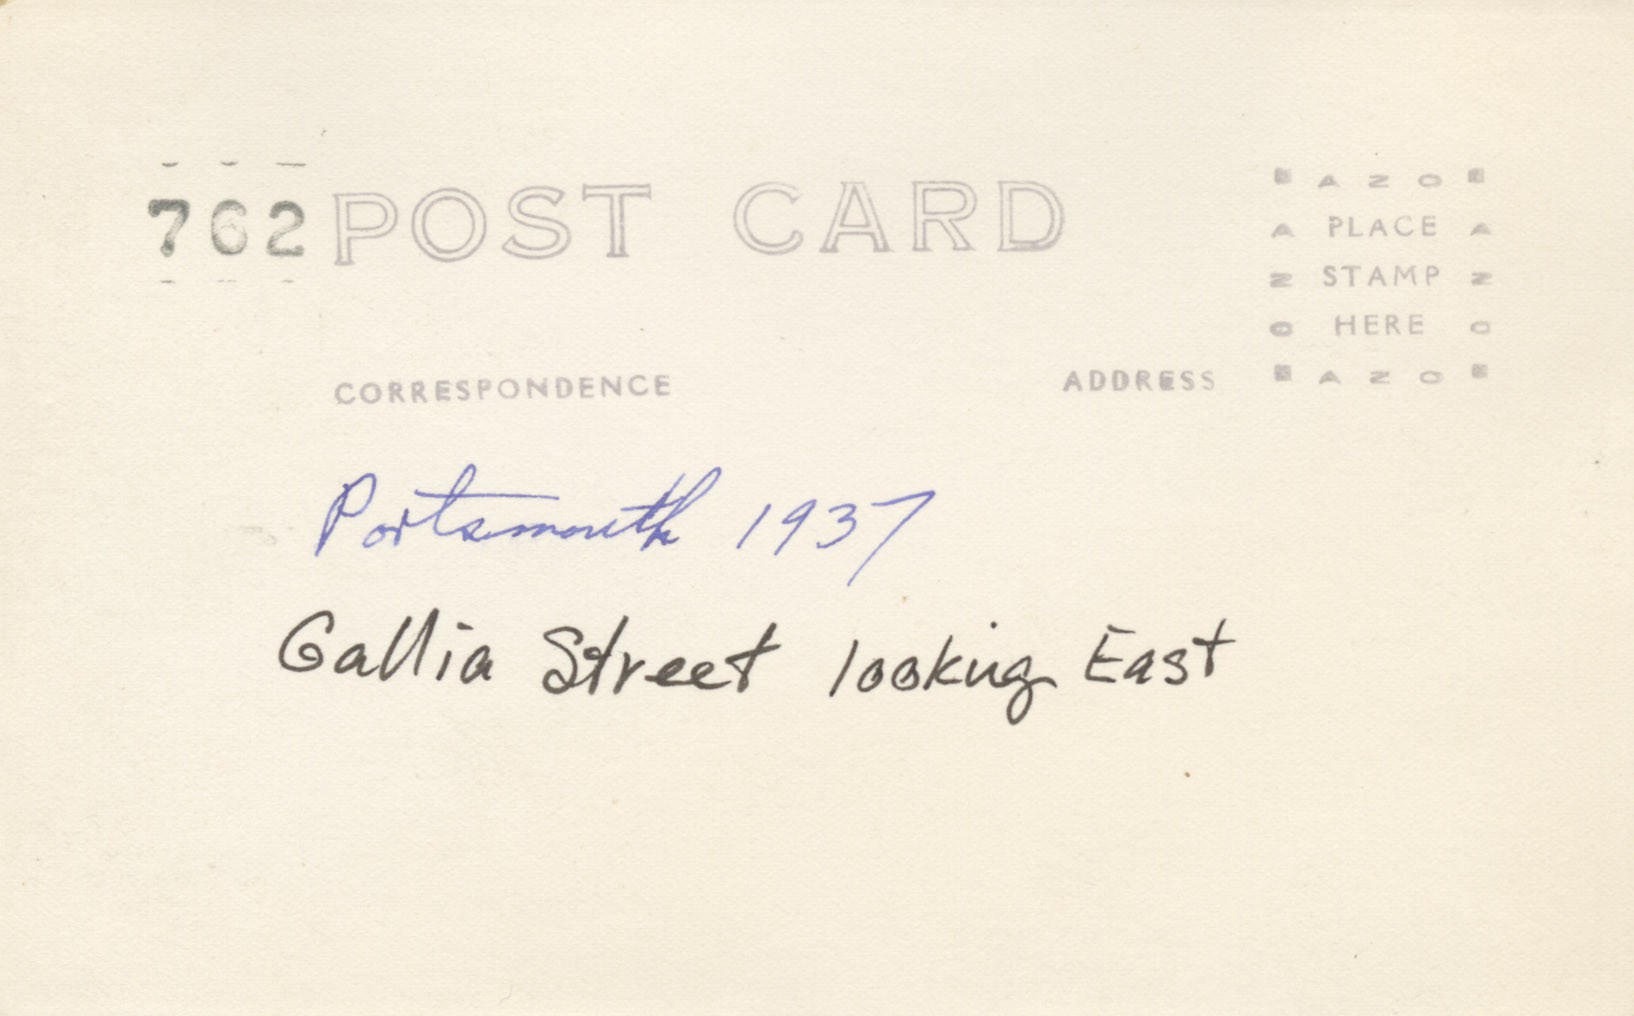 762 POST CARD
AZO
A PLACE A
Z STAMP Z
O HERE O
AZO
CORRESPONDENCE
ADDRESS
Portsmouth 1937
Gallia Street looking East